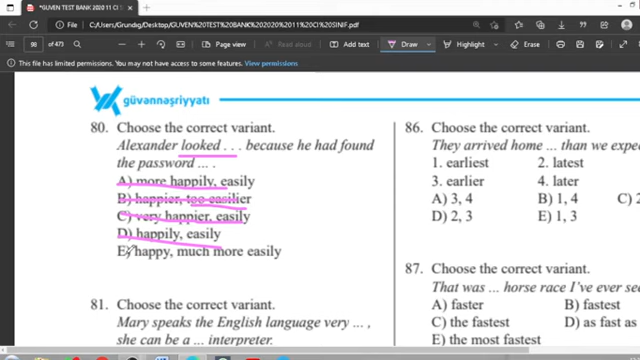 GUVEN TEST BANK 2020 11 CI S
File
C:/Users/Grundig/Desktop/GUVEN%20TEST%20BANK%202020%2011%20CI%20SINIF.pdf
98 of 473
Page view
Read aloud
Add text
Draw
Highlight
Erase
This file has limited permissions. You may not have access to some features. View permissions
güvənnəşriyyatı
80. Choose the correct variant.
Alexander looked . . . because he had found
the password ... .
A) more happily, easily
B) happier, too easilier
C) very happier, easily
D) happily, easily
E) happy, much more easily
81. Choose the correct variant.
Mary speaks the English language very ... ,
she can be a ... interpreter.
86. Choose the correct variant.
They arrived home ... than we expe
1. earliest 2. latest
3. earlier 4. later
A) 3, 4 B) 1, 4 C) 2
D) 2, 3 E) 1, 3
87. Choose the correct variant.
That was ... horse race I've ever se
A) faster B) fastest
C) the fastest D) as fast as
E) the most fastest